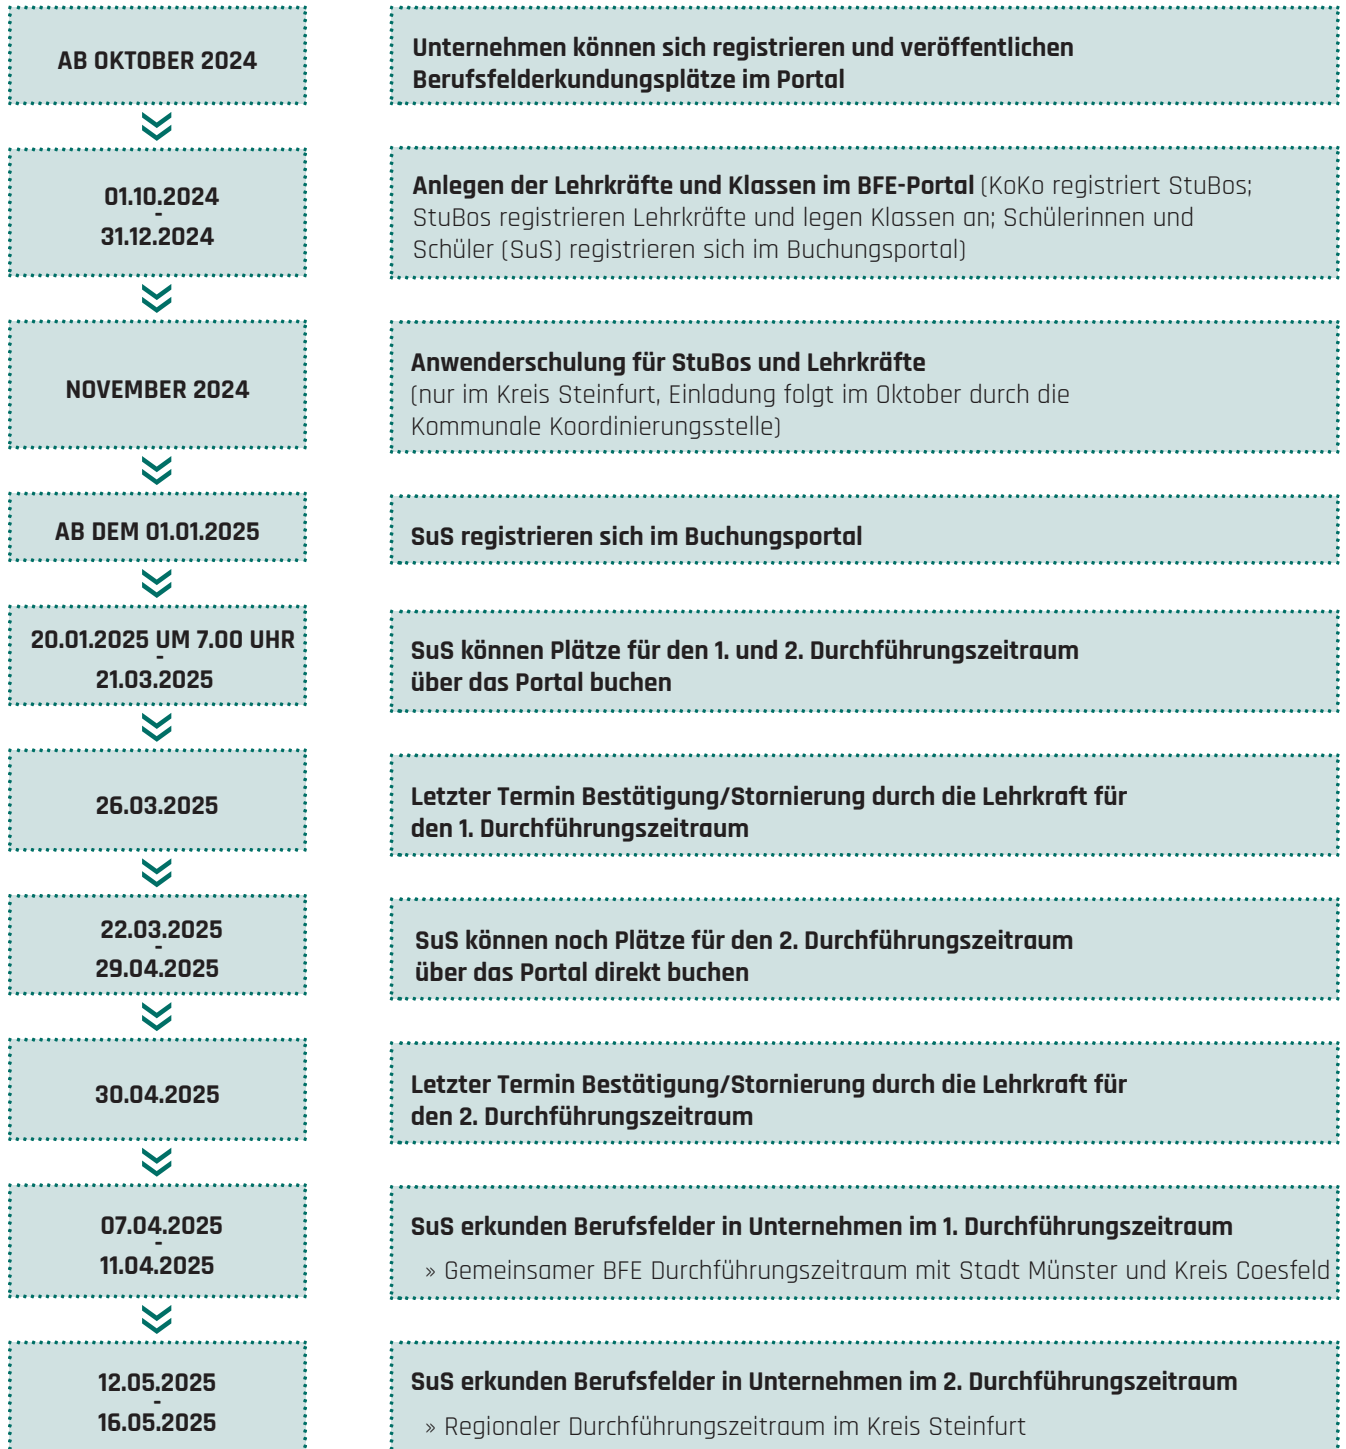 AB OKTOBER 2024
Unternehmen können sich registrieren und veröffentlichen
Berufsfelderkundungsplätze im Portal
01.10.2024
-
31.12.2024
Anlegen der Lehrkräfte und Klassen im BFE-Portal (KoKo registriert StuBos;
StuBos registrieren Lehrkräfte und legen Klassen an; Schülerinnen und
Schüler (SuS) registrieren sich im Buchungsportal)
NOVEMBER 2024
Anwenderschulung für StuBos und Lehrkräfte
(nur im Kreis Steinfurt, Einladung folgt im Oktober durch die
Kommunale Koordinierungsstelle)
AB DEM 01.01.2025
SuS registrieren sich im Buchungsportal
20.01.2025 UM 7.00 UHR
-
21.03.2025
SuS können Plätze für den 1. und 2. Durchführungszeitraum
über das Portal buchen
26.03.2025
Letzter Termin Bestätigung/Stornierung durch die Lehrkraft für
den 1. Durchführungszeitraum
22.03.2025
-
29.04.2025
SuS können noch Plätze für den 2. Durchführungszeitraum
über das Portal direkt buchen
30.04.2025
Letzter Termin Bestätigung/Stornierung durch die Lehrkraft für
den 2. Durchführungszeitraum
07.04.2025
-
11.04.2025
SuS erkunden Berufsfelder in Unternehmen im 1. Durchführungszeitraum
» Gemeinsamer BFE Durchführungszeitraum mit Stadt Münster und Kreis Coesfeld
12.05.2025
-
16.05.2025
SuS erkunden Berufsfelder in Unternehmen im 2. Durchführungszeitraum
» Regionaler Durchführungszeitraum im Kreis Steinfurt